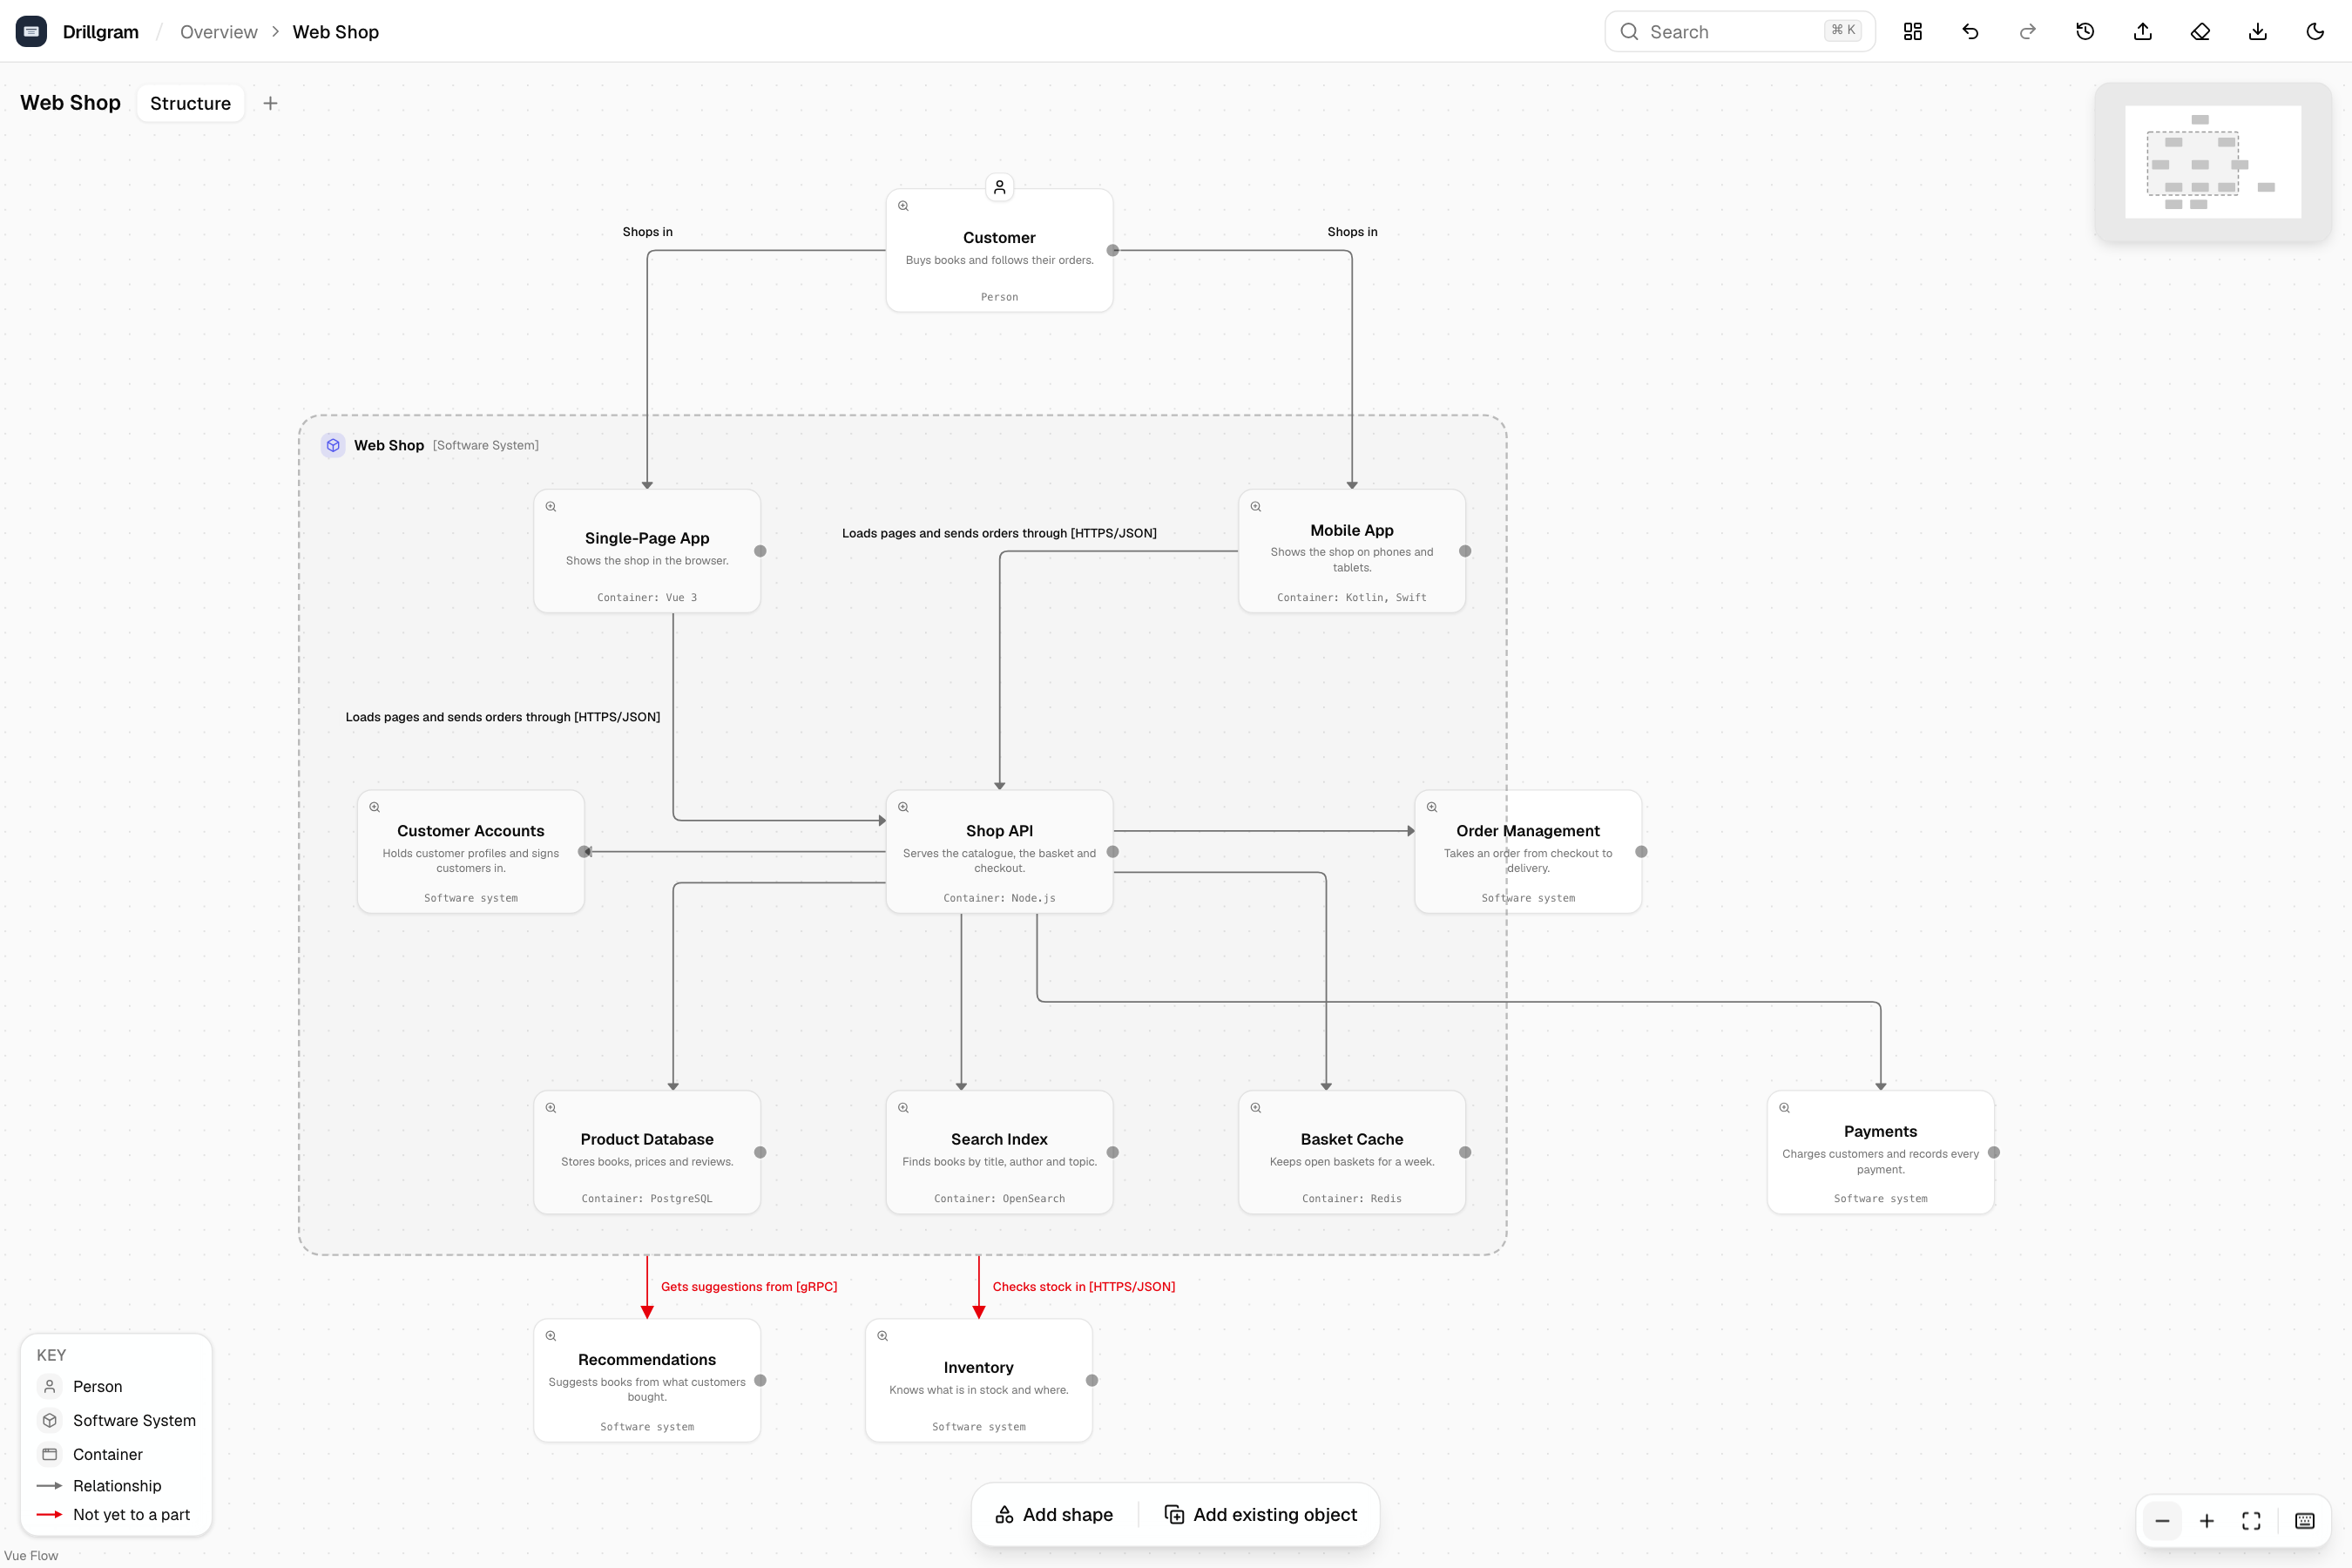 Drillgram / Overview > Web Shop
Search ⌘ K
Web Shop Structure +
Customer
Buys books and follows their orders.
Person
Shops in
Shops in
Web Shop [Software System]
Single-Page App
Shows the shop in the browser.
Container: Vue 3
Loads pages and sends orders through [HTTPS/JSON]
Mobile App
Shows the shop on phones and
tablets.
Container: Kotlin, Swift
Loads pages and sends orders through [HTTPS/JSON]
Customer Accounts
Holds customer profiles and signs
customers in.
Software system
Shop API
Serves the catalogue, the basket and
checkout.
Container: Node.js
Order Management
Takes an order from checkout to
delivery.
Software system
Product Database
Stores books, prices and reviews.
Container: PostgreSQL
Search Index
Finds books by title, author and topic.
Container: OpenSearch
Basket Cache
Keeps open baskets for a week.
Container: Redis
Payments
Charges customers and records every
payment.
Software system
Gets suggestions from [gRPC]
Checks stock in [HTTPS/JSON]
Recommendations
Suggests books from what customers
bought.
Software system
Inventory
Knows what is in stock and where.
Software system
KEY
Person
Software System
Container
Relationship
Not yet to a part
Add shape
Add existing object
Vue Flow